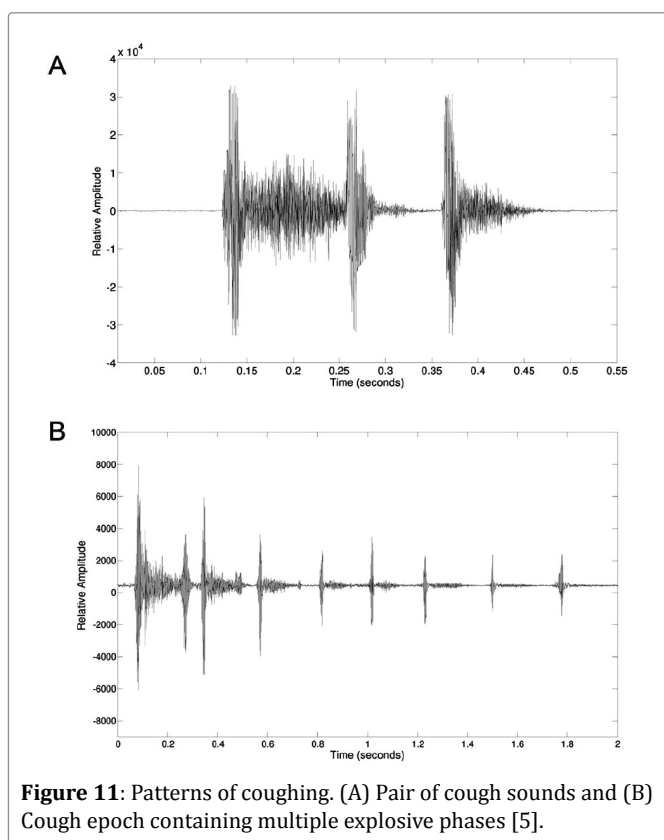 A
× 10⁴
4
3
2
1
0
-1
-2
-3
-4
Relative Amplitude
0.05 0.1 0.15 0.2 0.25 0.3 0.35 0.4 0.45 0.5 0.55
Time (seconds)
B
10000
8000
6000
4000
2000
0
-2000
-4000
-6000
-8000
Relative Amplitude
0 0.2 0.4 0.6 0.8 1 1.2 1.4 1.6 1.8 2
Time (seconds)
Figure 11: Patterns of coughing. (A) Pair of cough sounds and (B)
Cough epoch containing multiple explosive phases [5].